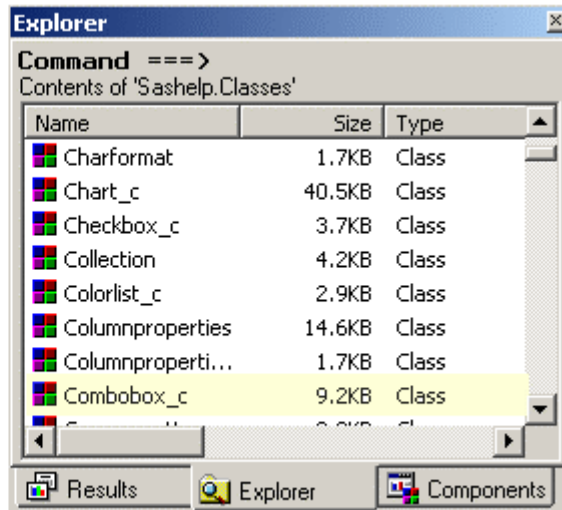 Explorer
Command ===>
Contents of 'Sashelp.Classes'
Name Size Type
Charformat 1.7KB Class
Chart_c 40.5KB Class
Checkbox_c 3.7KB Class
Collection 4.2KB Class
Colorlist_c 2.9KB Class
Columnproperties 14.6KB Class
Columnproperti... 1.7KB Class
Combobox_c 9.2KB Class
Results Explorer Components